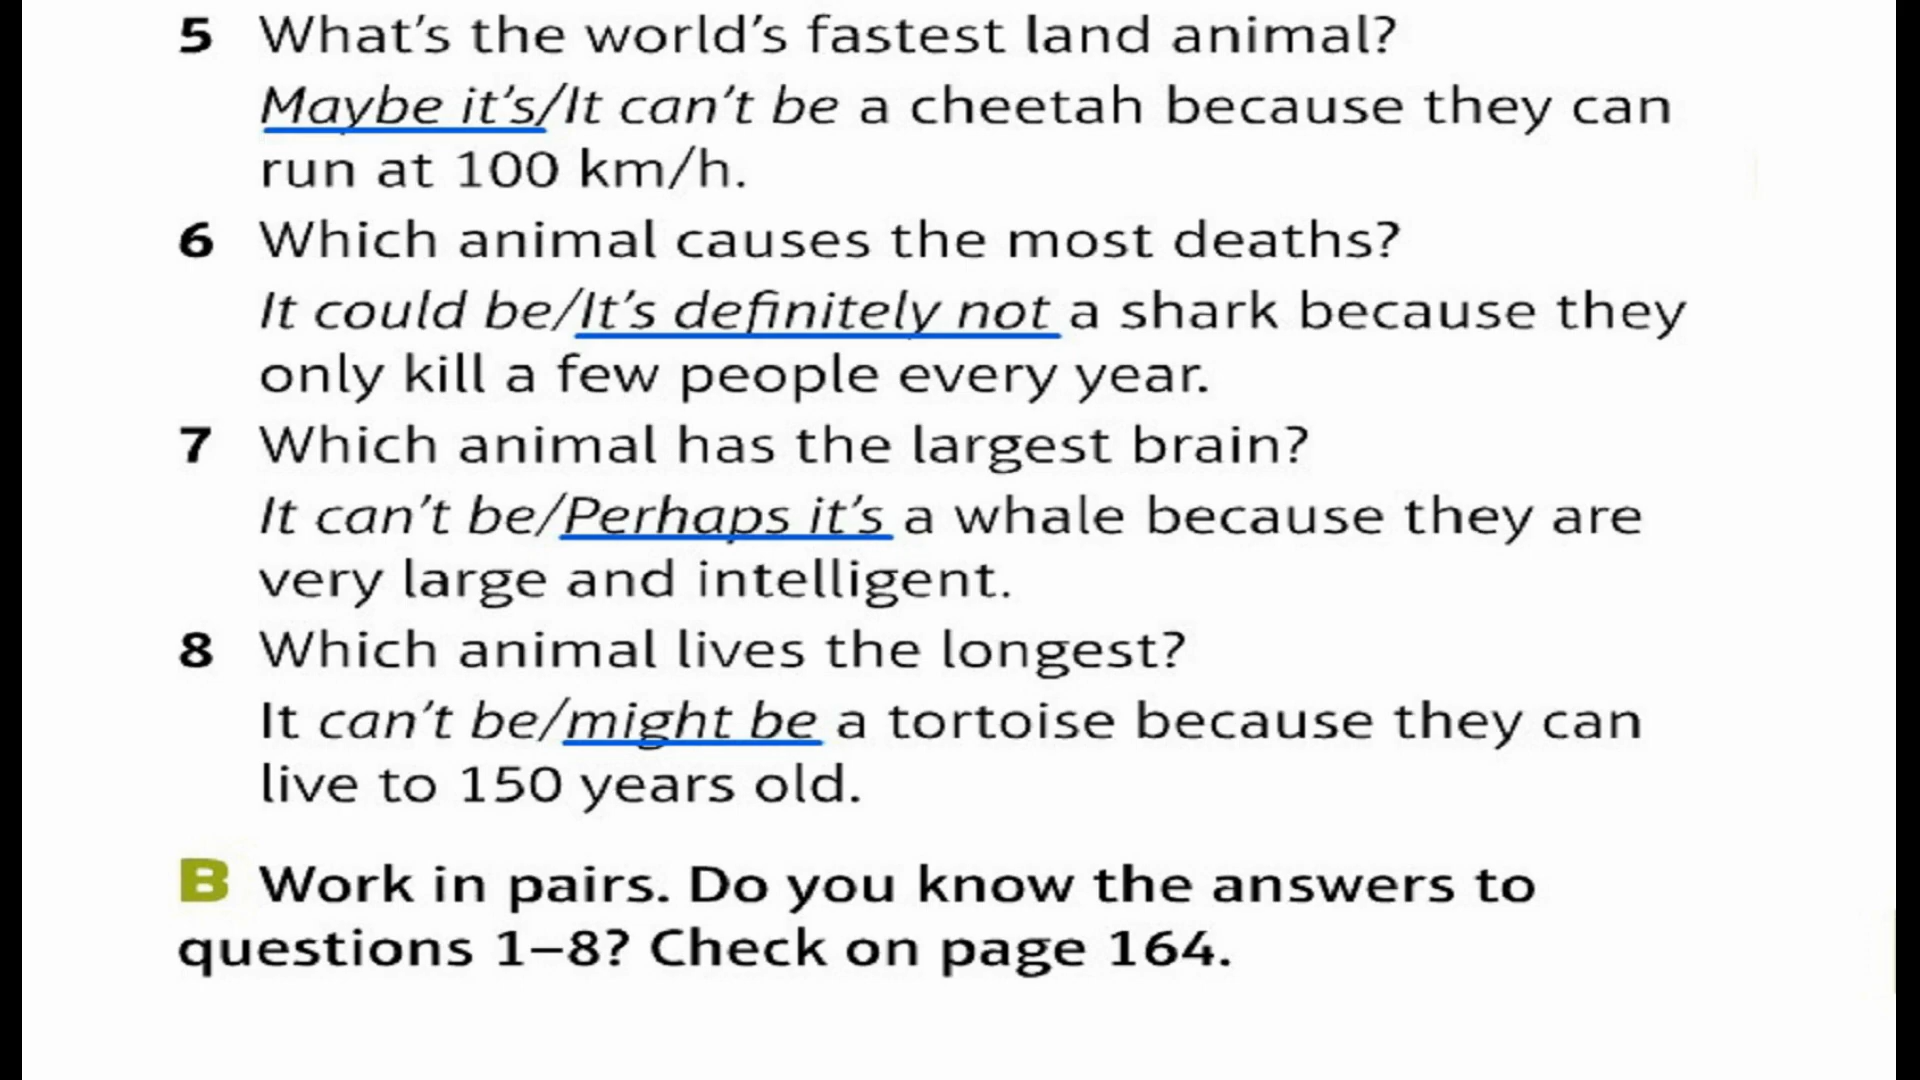 5 What's the world's fastest land animal?
Maybe it's/It can't be a cheetah because they can
run at 100 km/h.
6 Which animal causes the most deaths?
It could be/It's definitely not a shark because they
only kill a few people every year.
7 Which animal has the largest brain?
It can't be/Perhaps it's a whale because they are
very large and intelligent.
8 Which animal lives the longest?
It can't be/might be a tortoise because they can
live to 150 years old.
B Work in pairs. Do you know the answers to
questions 1–8? Check on page 164.